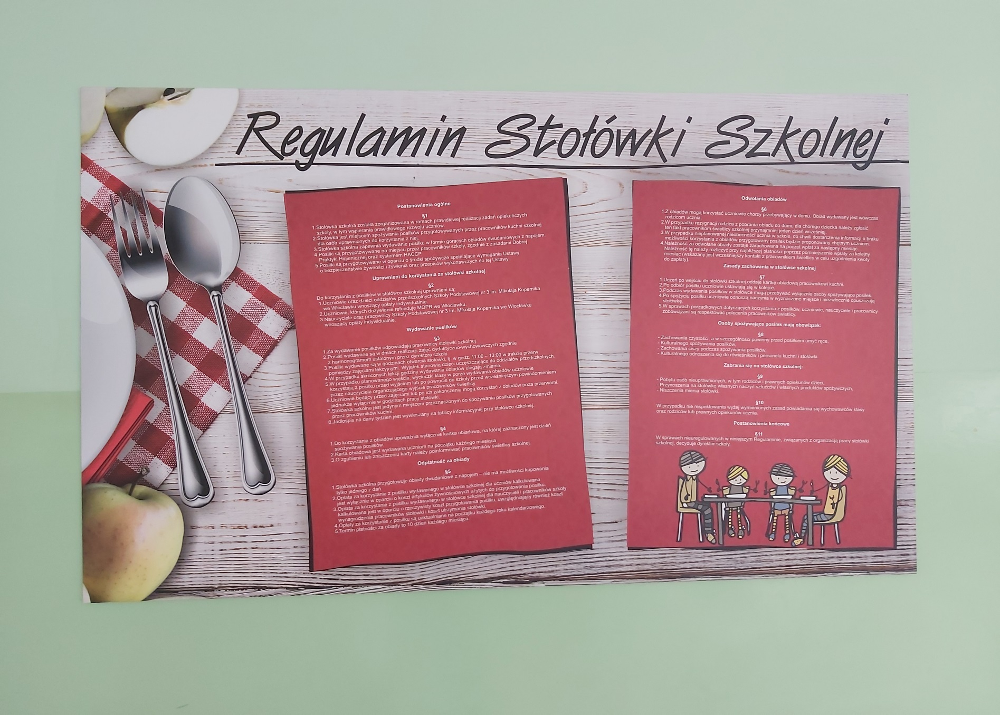 Regulamin Stołówki Szkolnej
Postanowienia ogólne
§1
1.Stołówka szkolna została zorganizowana w ramach prawidłowej realizacji zadań opiekuńczych
szkoły, w tym wspierania prawidłowego rozwoju uczniów.
2.Stołówka jest miejscem spożywania posiłków przygotowywanych przez pracowników kuchni szkolnej
dla osób uprawnionych do korzystania z niej.
3.Stołówka szkolna zapewnia wydawanie posiłku w formie gorących obiadów dwudaniowych z napojem.
4.Posiłki są przygotowywane na miejscu przez pracowników szkoły, zgodnie z zasadami Dobrej
Praktyki Higienicznej oraz systemem HACCP.
5.Posiłki są przygotowywane w oparciu o środki spożywcze spełniające wymagania Ustawy
o bezpieczeństwie żywności i żywienia oraz przepisów wykonawczych do tej Ustawy.
Uprawnieni do korzystania ze stołówki szkolnej
§2
Do korzystania z posiłków w stołówce szkolnej uprawnieni są:
1.Uczniowie oraz dzieci oddziałów przedszkolnych Szkoły Podstawowej nr 3 im. Mikołaja Kopernika
we Włocławku wnoszący opłaty indywidualnie.
2.Uczniowie, których dożywianie refunduje MOPR we Włocławku.
3.Nauczyciele oraz pracownicy Szkoły Podstawowej nr 3 im. Mikołaja Kopernika we Włocławku
wnoszący opłaty indywidualnie.
Wydawanie posiłków
§3
1.Za wydawanie posiłków odpowiadają pracownicy stołówki szkolnej.
2.Posiłki wydawane są w dniach realizacji zajęć dydaktyczno-wychowawczych zgodnie
z harmonogramem ustalonym przez dyrektora szkoły.
3.Posiłki wydawane są w godzinach otwarcia stołówki, tj. w godz. 11:00 – 13:00 w trakcie przerw
pomiędzy zajęciami lekcyjnymi. Wyjątek stanowią dzieci uczęszczające do oddziałów przedszkolnych.
4.W przypadku skróconych lekcji godziny wydawania obiadów ulegają zmianie.
5.W przypadku planowanego wyjścia, wycieczki klasy w porze wydawania obiadów uczniowie
korzystają z posiłku przed wyjściem lub po powrocie do szkoły przed wcześniejszym powiadomieniem
przez nauczyciela organizującego wyjście pracowników świetlicy
6.Uczniowie będący przed zajęciami lub po ich zakończeniu mogą korzystać z obiadów poza przerwami,
jednakże wyłącznie w godzinach pracy stołówki.
7.Stołówka szkolna jest jedynym miejscem przeznaczonym do spożywania posiłków przygotowanych
przez pracowników kuchni.
8.Jadłospis na dany tydzień jest wywieszany na tablicy informacyjnej przy stołówce szkolnej.
§4
1.Do korzystania z obiadów upoważnia wyłącznie kartka obiadowa, na której zaznaczony jest dzień
spożywania posiłków.
2.Karta obiadowa jest wydawana uczniom na początku każdego miesiąca
3.O zgubieniu lub zniszczeniu karty należy poinformować pracowników świetlicy szkolnej.
Odpłatność za obiady
§5
1.Stołówka szkolna przygotowuje obiady dwudaniowe z napojem – nie ma możliwości kupowania
tylko jednego z dań.
2.Opłata za korzystanie z posiłku wydawanego w stołówce szkolnej dla uczniów kalkulowana
jest wyłącznie w oparciu o koszt artykułów żywnościowych użytych do przygotowania posiłku.
3.Opłata za korzystanie z posiłku wydawanego w stołówce szkolnej dla nauczycieli i pracowników szkoły
kalkulowana jest w oparciu o rzeczywisty koszt przygotowania posiłku, uwzględniający również koszt
wynagrodzenia pracowników stołówki i koszt utrzymania stołówki.
4.Opłaty za korzystanie z posiłku są uaktualniane na początku każdego roku kalendarzowego.
5.Termin płatności za obiady to 10 dzień każdego miesiąca.
Odwołania obiadów
§6
1.Z obiadów mogą korzystać uczniowie chorzy przebywający w domu. Obiad wydawany jest wówczas
rodzicom ucznia.
2.W przypadku rezygnacji rodzica z pobrania obiadu do domu dla chorego dziecka należy zgłosić
ten fakt pracownikom świetlicy szkolnej przynajmniej jeden dzień wcześniej.
3.W przypadku nieplanowanej nieobecności ucznia w szkole, do chwili dostarczenia informacji o braku
możliwości korzystania z obiadów przygotowany posiłek będzie proponowany chętnym uczniom.
4.Należność za odwołane obiady zostaje zarachowana na poczet wpłat za następny miesiąc.
Należność tę należy rozliczyć przy najbliższej płatności poprzez pomniejszenie wpłaty za kolejny
miesiąc (wskazany jest wcześniejszy kontakt z pracownikiem świetlicy w celu uzgodnienia kwoty
do zapłaty).
Zasady zachowania w stołówce szkolnej
§7
1.Uczeń po wejściu do stołówki szkolnej oddaje kartkę obiadową pracownikowi kuchni.
2.Po odbiór posiłku uczniowie ustawiają się w kolejce.
3.Podczas wydawania posiłków w stołówce mogą przebywać wyłącznie osoby spożywające posiłek.
4.Po spożyciu posiłku uczniowie odnoszą naczynia w wyznaczone miejsce i niezwłocznie opuszczają
stołówkę.
5.W sprawach porządkowych dotyczących korzystania z posiłków, uczniowie, nauczyciele i pracownicy
zobowiązani są respektować polecenia pracowników świetlicy.
Osoby spożywające posiłek mają obowiązek:
§8
- Zachowania czystości, a w szczególności powinny przed posiłkiem umyć ręce,
- Kulturalnego spożywania posiłków,
- Zachowania ciszy podczas spożywania posiłków,
- Kulturalnego odnoszenia się do rówieśników i personelu kuchni i stołówki.
Zabrania się na stołówce szkolnej:
§9
- Pobytu osób nieuprawnionych, w tym rodziców i prawnych opiekunów dzieci,
- Przynoszenia na stołówkę własnych naczyń sztućców i własnych produktów spożywczych,
- Niszczenia mienia stołówki.
§10
W przypadku nie respektowania wyżej wymienionych zasad powiadamia się wychowawców klasy
oraz rodziców lub prawnych opiekunów ucznia.
Postanowienia końcowe
§11
W sprawach nieuregulowanych w niniejszym Regulaminie, związanych z organizacją pracy stołówki
szkolnej, decyduje dyrektor szkoły.